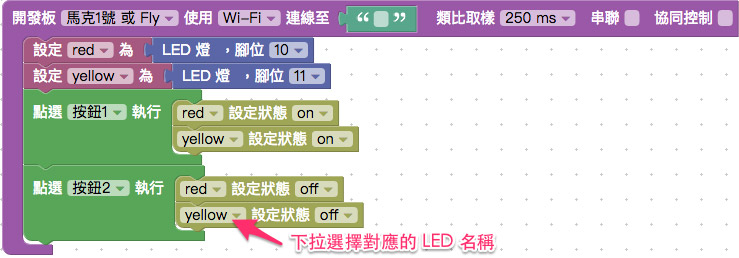 開發板 馬克1號 或 Fly 使用 Wi-Fi 連線至 “ ” 類比取樣 250 ms 串聯 協同控制
設定 red 為 LED 燈 ，腳位 10
設定 yellow 為 LED 燈 ，腳位 11
點選 按鈕1 執行 red 設定狀態 on
yellow 設定狀態 on
點選 按鈕2 執行 red 設定狀態 off
yellow 設定狀態 off
下拉選擇對應的 LED 名稱